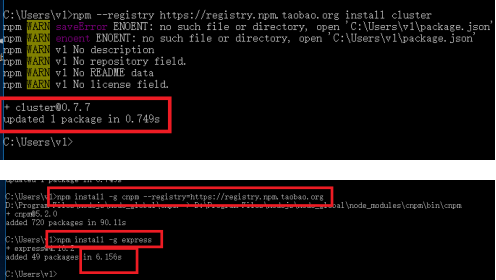 C:\Users\v1>npm --registry https://registry.npm.taobao.org install cluster
npm WARN saveError ENOENT: no such file or directory, open 'C:\Users\v1\package.json'
npm WARN enoent ENOENT: no such file or directory, open 'C:\Users\v1\package.json'
npm WARN v1 No description
npm WARN v1 No repository field.
npm WARN v1 No README data
npm WARN v1 No license field.
+ cluster@0.7.7
updated 1 package in 0.749s
C:\Users\v1>
updated 1 package in 0.749s
C:\Users\v1>npm install -g cnpm --registry=https://registry.npm.taobao.org
D:\Program Files\nodejs\node_global\cnpm -> D:\Program Files\nodejs\node_global\node_modules\cnpm\bin\cnpm
+ cnpm@5.2.0
added 720 packages in 90.11s
C:\Users\v1>npm install -g express
+ express@4.16.2
added 49 packages in 6.156s
C:\Users\v1>